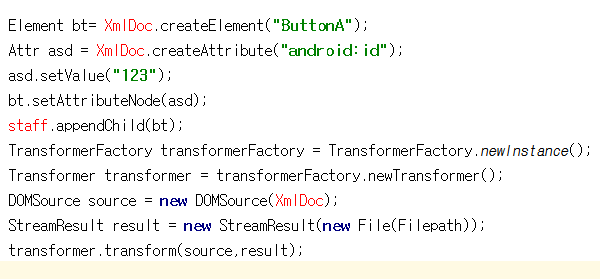 Element bt= XmlDoc.createElement("ButtonA");
Attr asd = XmlDoc.createAttribute("android:id");
asd.setValue("123");
bt.setAttributeNode(asd);
staff.appendChild(bt);
TransformerFactory transformerFactory = TransformerFactory.newInstance();
Transformer transformer = transformerFactory.newTransformer();
DOMSource source = new DOMSource(XmlDoc);
StreamResult result = new StreamResult(new File(Filepath));
transformer.transform(source,result);